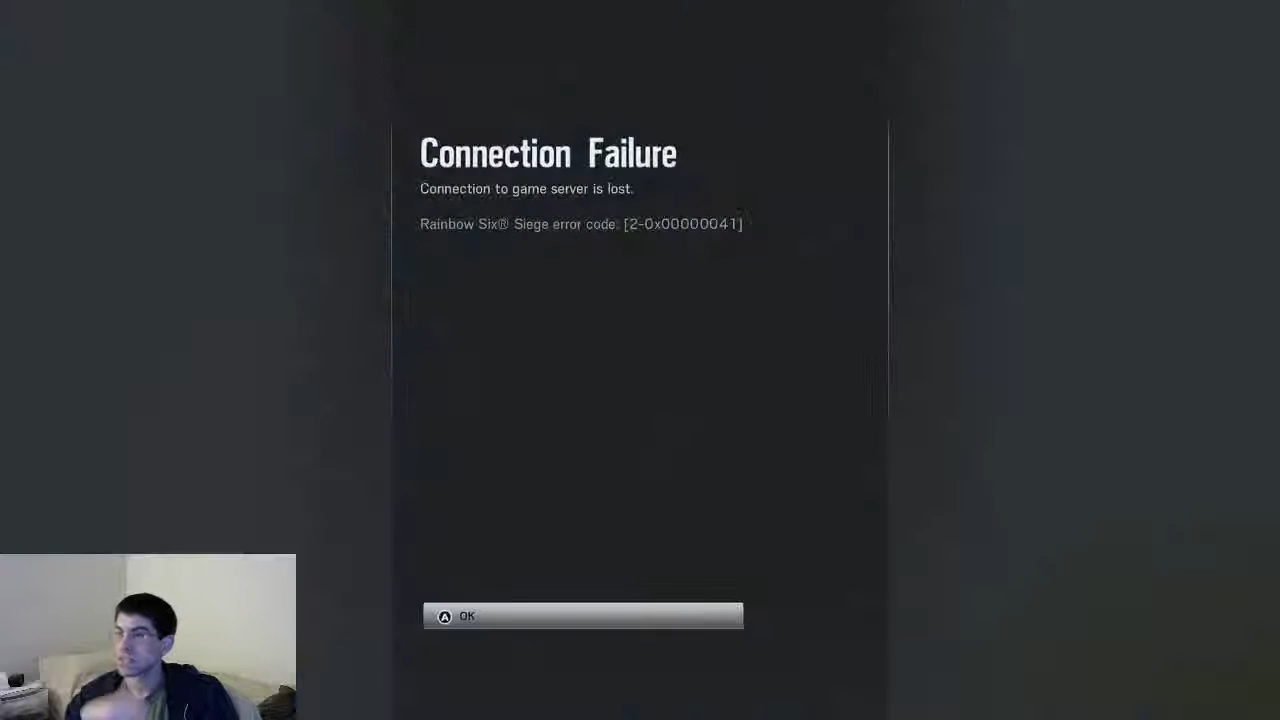 Connection Failure
Connection to game server is lost.
Rainbow Six® Siege error code: [2-0x00000041]
A OK